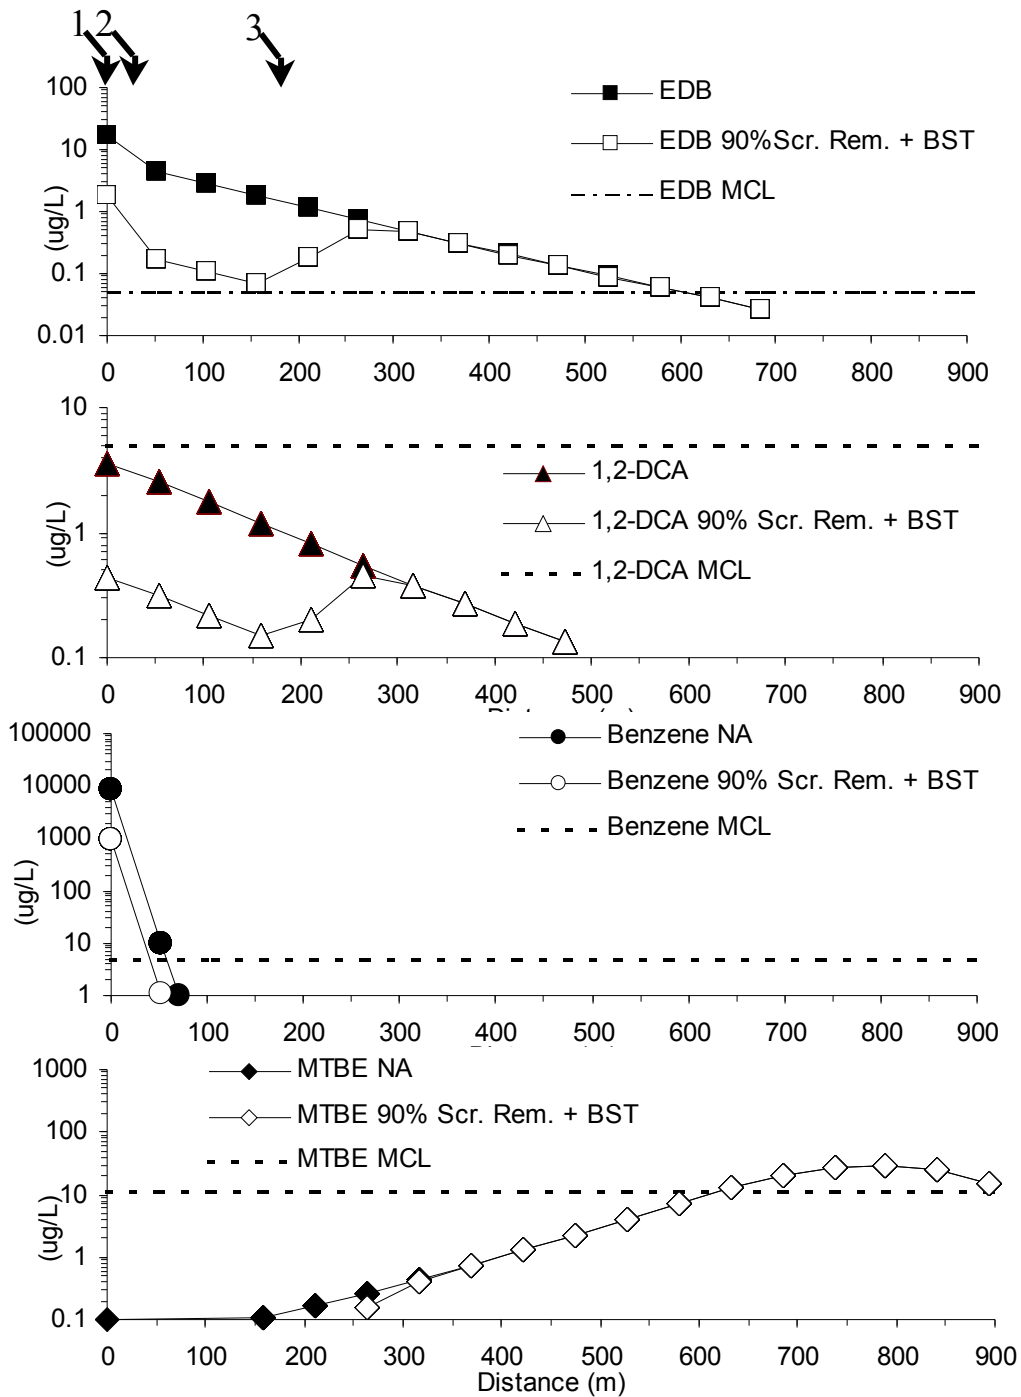 1,2
3
100
10
1
0.1
0.01
(ug/L)
EDB
EDB 90%Scr. Rem. + BST
EDB MCL
0 100 200 300 400 500 600 700 800 900
10
1
0.1
(ug/L)
1,2-DCA
1,2-DCA 90% Scr. Rem. + BST
1,2-DCA MCL
0 100 200 300 400 500 600 700 800 900
100000
10000
1000
100
10
1
(ug/L)
Benzene NA
Benzene 90% Scr. Rem. + BST
Benzene MCL
0 100 200 300 400 500 600 700 800 900
1000
100
10
1
0.1
(ug/L)
MTBE NA
MTBE 90% Scr. Rem. + BST
MTBE MCL
0 100 200 300 400 500 600 700 800 900
Distance (m)